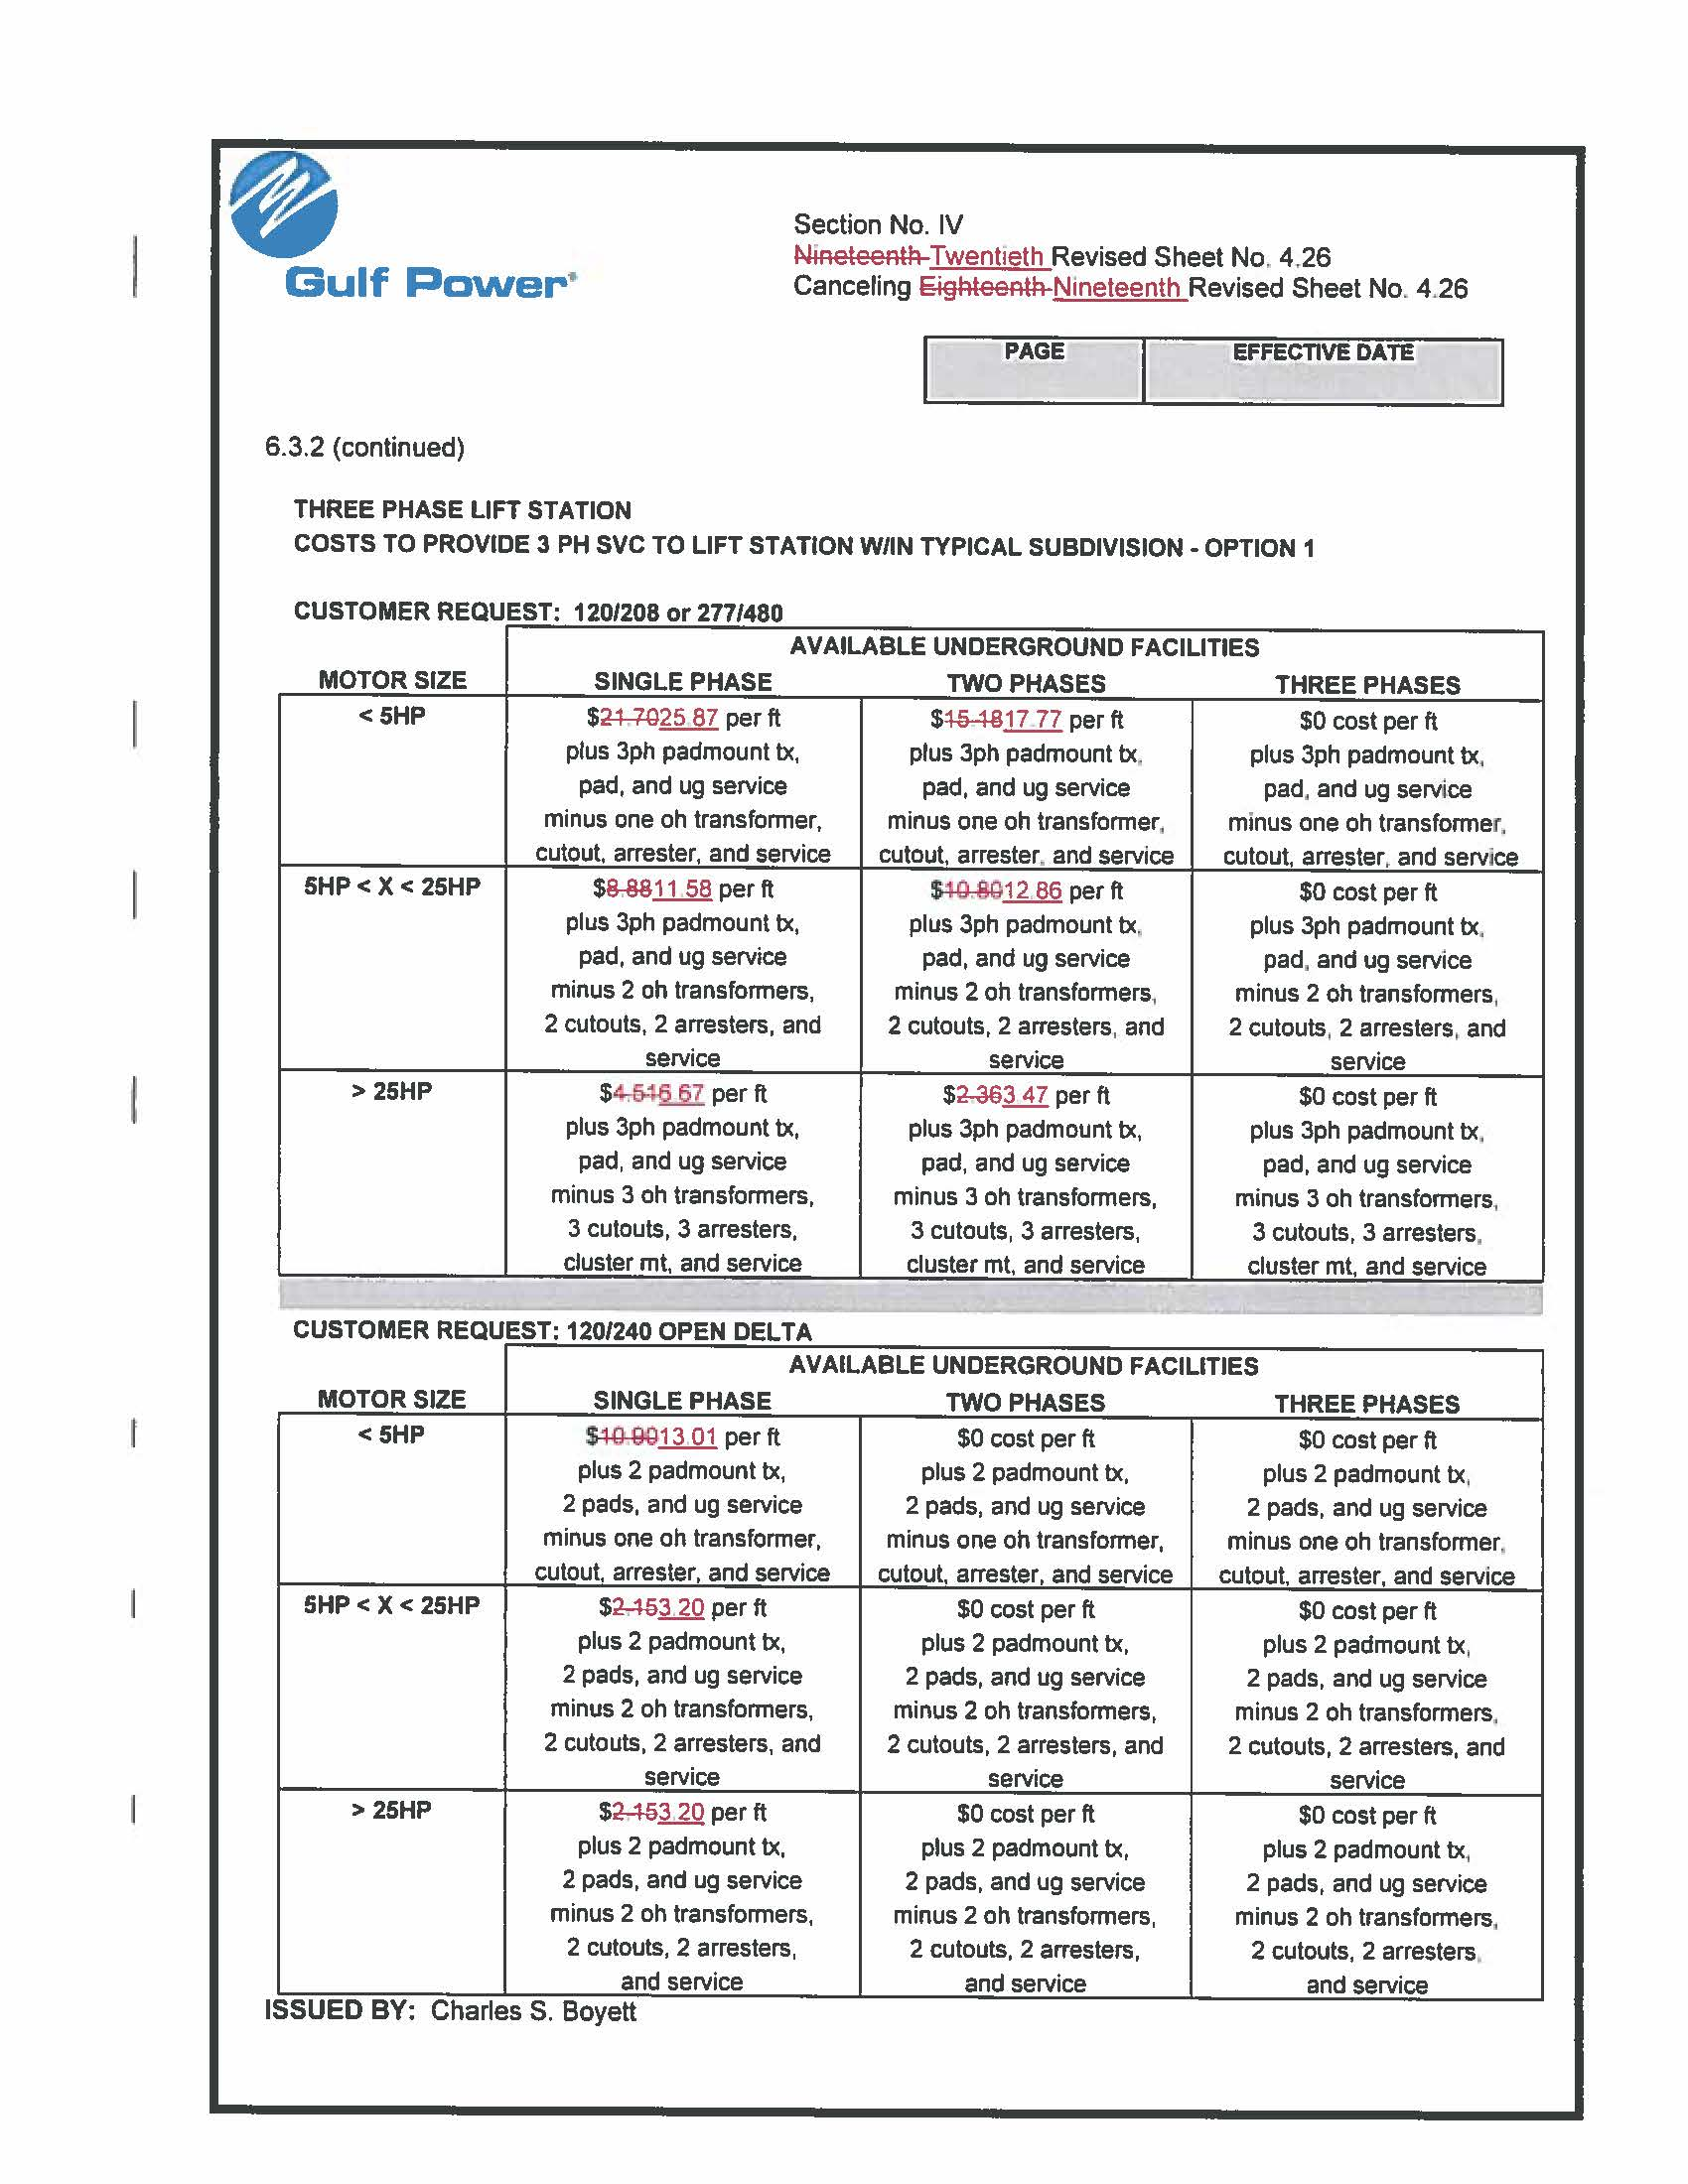 Gulf Power
Section No. IV
Nineteenth Twentieth Revised Sheet No. 4.26
Canceling Eighteenth Nineteenth Revised Sheet No. 4.26
PAGE EFFECTIVE DATE
6.3.2 (continued)
THREE PHASE LIFT STATION
COSTS TO PROVIDE 3 PH SVC TO LIFT STATION W/IN TYPICAL SUBDIVISION - OPTION 1
CUSTOMER REQUEST: 120/208 or 277/480
AVAILABLE UNDERGROUND FACILITIES
MOTOR SIZE SINGLE PHASE TWO PHASES THREE PHASES
< 5HP $21.7025.87 per ft $15.1817.77 per ft $0 cost per ft
plus 3ph padmount tx, plus 3ph padmount tx, plus 3ph padmount tx,
pad, and ug service pad, and ug service pad, and ug service
minus one oh transformer, minus one oh transformer, minus one oh transformer,
cutout, arrester, and service cutout, arrester, and service cutout, arrester, and service
5HP < X < 25HP $8.8811.58 per ft $10.8012.86 per ft $0 cost per ft
plus 3ph padmount tx, plus 3ph padmount tx, plus 3ph padmount tx,
pad, and ug service pad, and ug service pad, and ug service
minus 2 oh transformers, minus 2 oh transformers, minus 2 oh transformers,
2 cutouts, 2 arresters, and 2 cutouts, 2 arresters, and 2 cutouts, 2 arresters, and
service service service
> 25HP $4.516.67 per ft $2.363.47 per ft $0 cost per ft
plus 3ph padmount tx, plus 3ph padmount tx, plus 3ph padmount tx,
pad, and ug service pad, and ug service pad, and ug service
minus 3 oh transformers, minus 3 oh transformers, minus 3 oh transformers,
3 cutouts, 3 arresters, 3 cutouts, 3 arresters, 3 cutouts, 3 arresters,
cluster mt, and service cluster mt, and service cluster mt, and service
CUSTOMER REQUEST: 120/240 OPEN DELTA
AVAILABLE UNDERGROUND FACILITIES
MOTOR SIZE SINGLE PHASE TWO PHASES THREE PHASES
< 5HP $10.9013.01 per ft $0 cost per ft $0 cost per ft
plus 2 padmount tx, plus 2 padmount tx, plus 2 padmount tx,
2 pads, and ug service 2 pads, and ug service 2 pads, and ug service
minus one oh transformer, minus one oh transformer, minus one oh transformer,
cutout, arrester, and service cutout, arrester, and service cutout, arrester, and service
5HP < X < 25HP $2.153.20 per ft $0 cost per ft $0 cost per ft
plus 2 padmount tx, plus 2 padmount tx, plus 2 padmount tx,
2 pads, and ug service 2 pads, and ug service 2 pads, and ug service
minus 2 oh transformers, minus 2 oh transformers, minus 2 oh transformers,
2 cutouts, 2 arresters, and 2 cutouts, 2 arresters, and 2 cutouts, 2 arresters, and
service service service
> 25HP $2.153.20 per ft $0 cost per ft $0 cost per ft
plus 2 padmount tx, plus 2 padmount tx, plus 2 padmount tx,
2 pads, and ug service 2 pads, and ug service 2 pads, and ug service
minus 2 oh transformers, minus 2 oh transformers, minus 2 oh transformers,
2 cutouts, 2 arresters, 2 cutouts, 2 arresters, 2 cutouts, 2 arresters,
and service and service and service
ISSUED BY: Charles S. Boyett